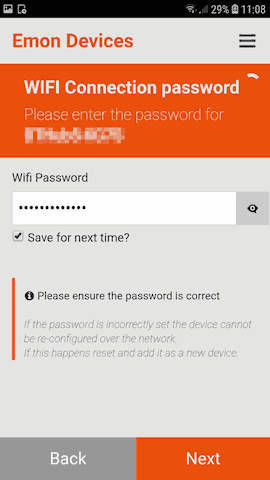 29% 11:08
Emon Devices
WIFI Connection password
Please enter the password for
Wifi Password
•••••••••••••
Save for next time?
Please ensure the password is correct
If the password is incorrectly set the device cannot
be re-configured over the network.
If this happens reset and add it as a new device.
Back
Next